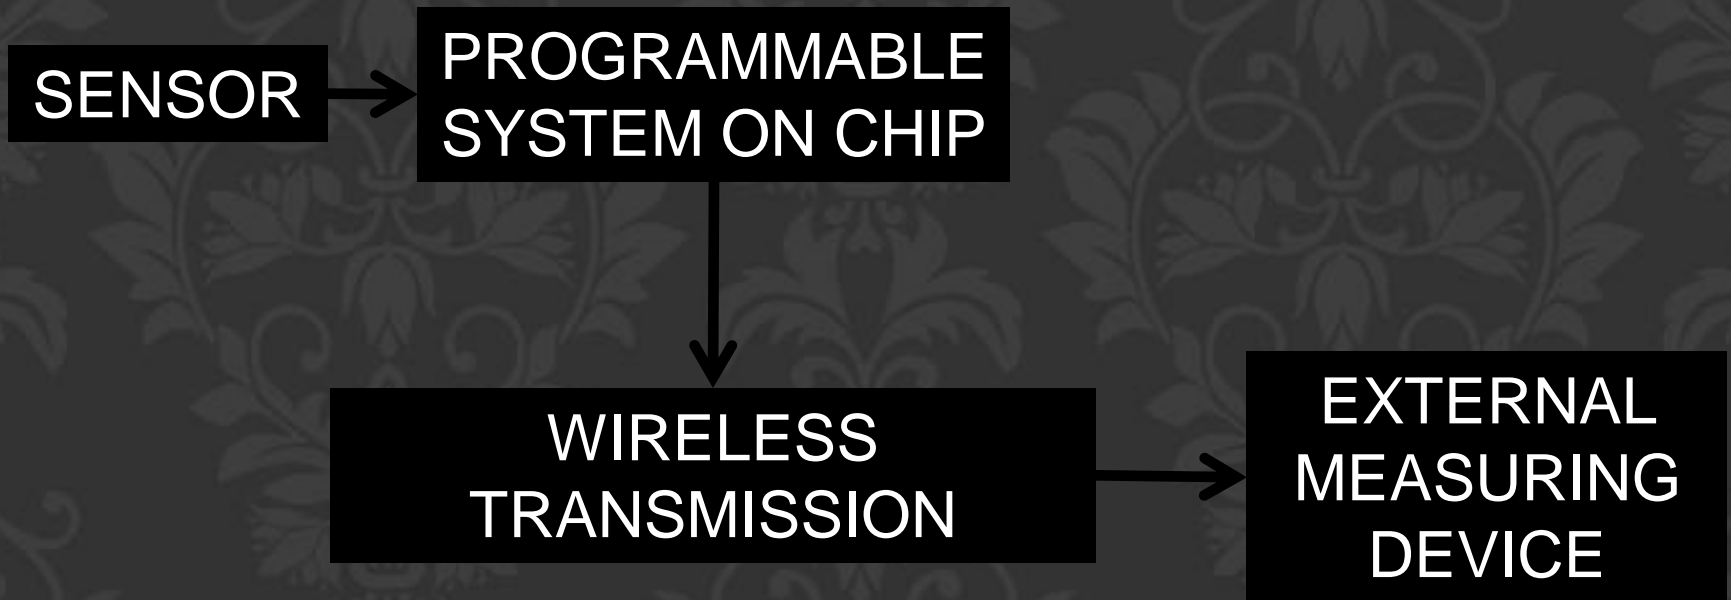 SENSOR
PROGRAMMABLE
SYSTEM ON CHIP
WIRELESS
TRANSMISSION
EXTERNAL
MEASURING
DEVICE